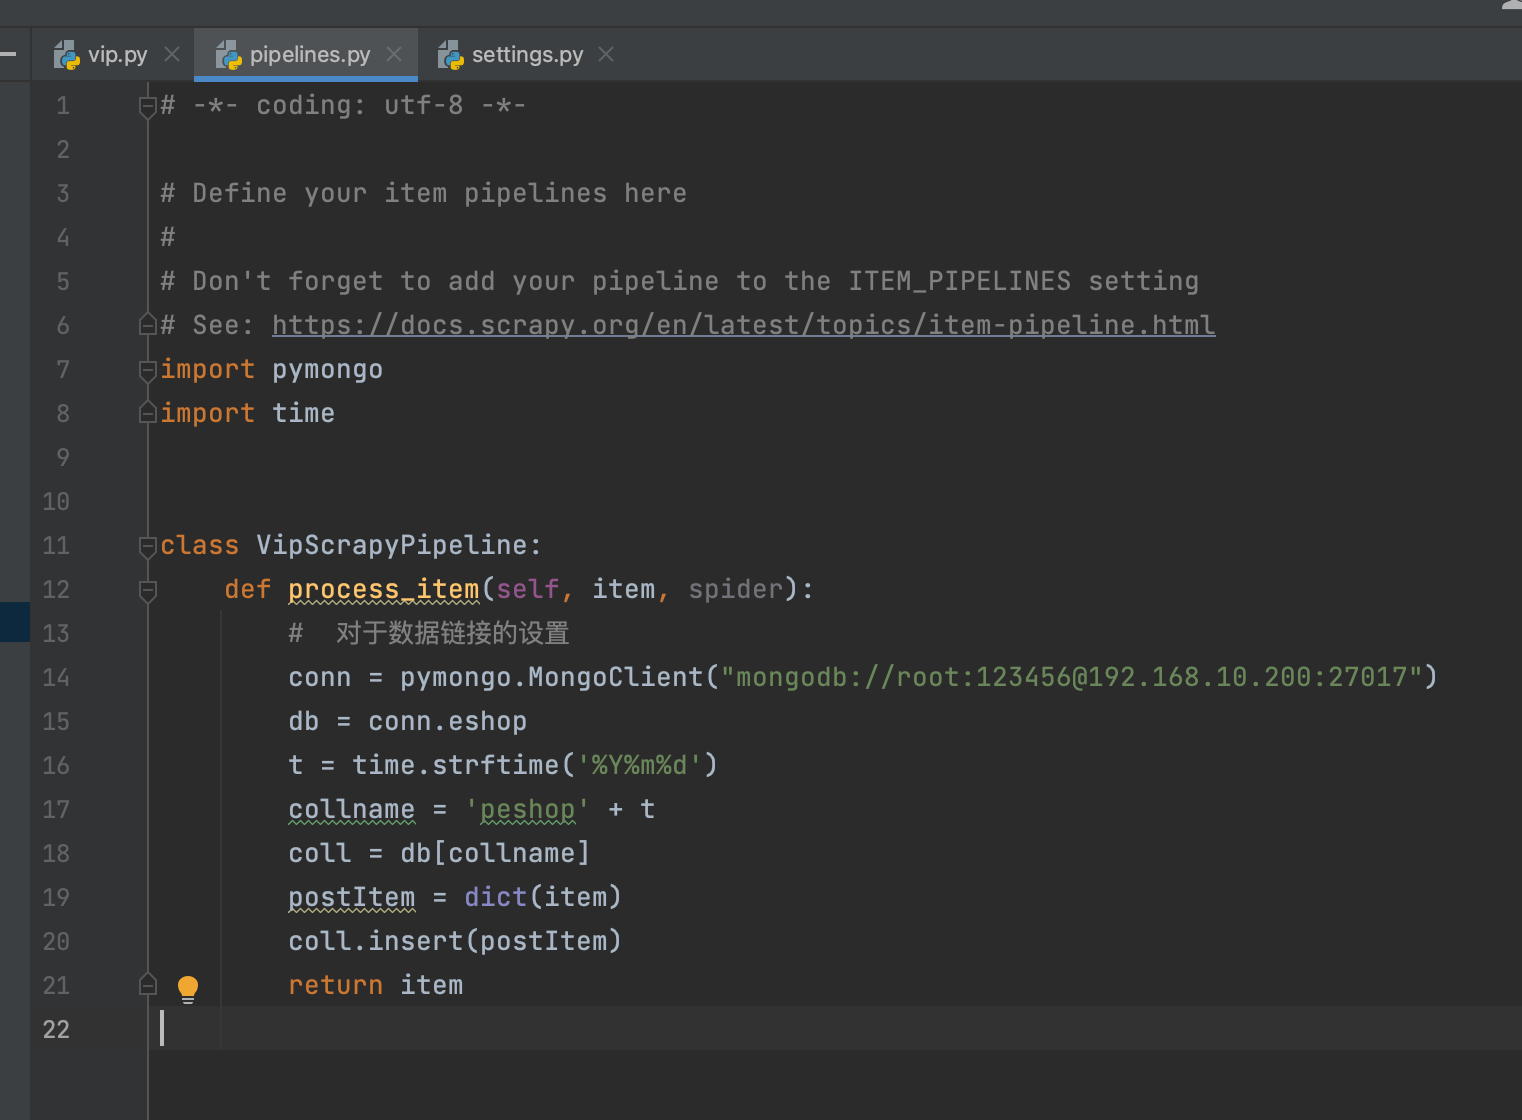 vip.py pipelines.py settings.py
1 # -*- coding: utf-8 -*-
2
3 # Define your item pipelines here
4 #
5 # Don't forget to add your pipeline to the ITEM_PIPELINES setting
6 # See: https://docs.scrapy.org/en/latest/topics/item-pipeline.html
7 import pymongo
8 import time
9
10
11 class VipScrapyPipeline:
12     def process_item(self, item, spider):
13         #  对于数据链接的设置
14         conn = pymongo.MongoClient("mongodb://root:123456@192.168.10.200:27017")
15         db = conn.eshop
16         t = time.strftime('%Y%m%d')
17         collname = 'peshop' + t
18         coll = db[collname]
19         postItem = dict(item)
20         coll.insert(postItem)
21         return item
22